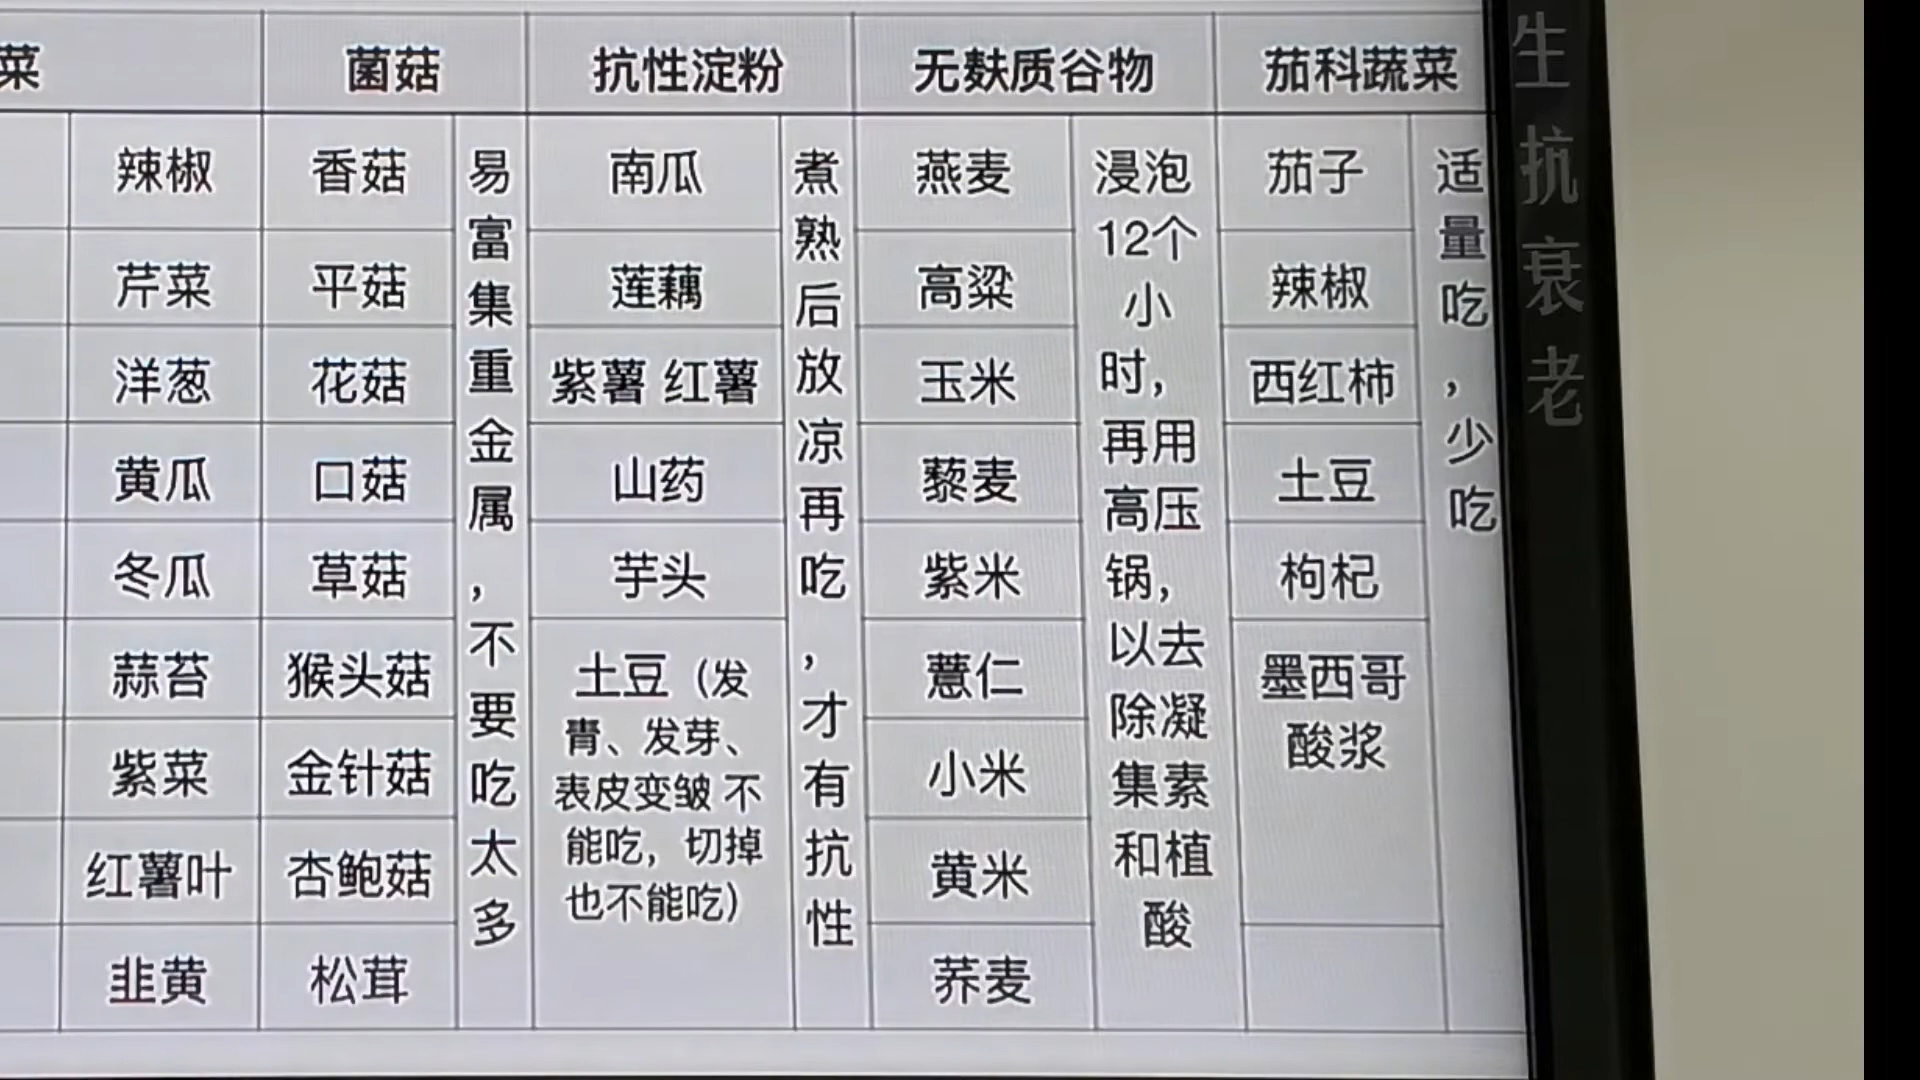 菜 菌菇 抗性淀粉 无麸质谷物 茄科蔬菜
辣椒 香菇 南瓜 燕麦 茄子
芹菜 平菇 莲藕 高粱 辣椒
洋葱 花菇 紫薯 红薯 玉米 西红柿
黄瓜 口菇 山药 藜麦 土豆
冬瓜 草菇 芋头 紫米 枸杞
蒜苔 猴头菇 土豆（发 薏仁 墨西哥
青、发芽、 酸浆
紫菜 金针菇 表皮变皱 不 小米
能吃，切掉
红薯叶 杏鲍菇 也不能吃） 黄米
韭黄 松茸 荞麦
易富集重金属，不要吃太多
煮熟后放凉再吃，才有抗性
浸泡
12个
小
时，
再用
高压
锅，
以去
除凝
集素
和植
酸
适量吃，少吃
生抗衰老